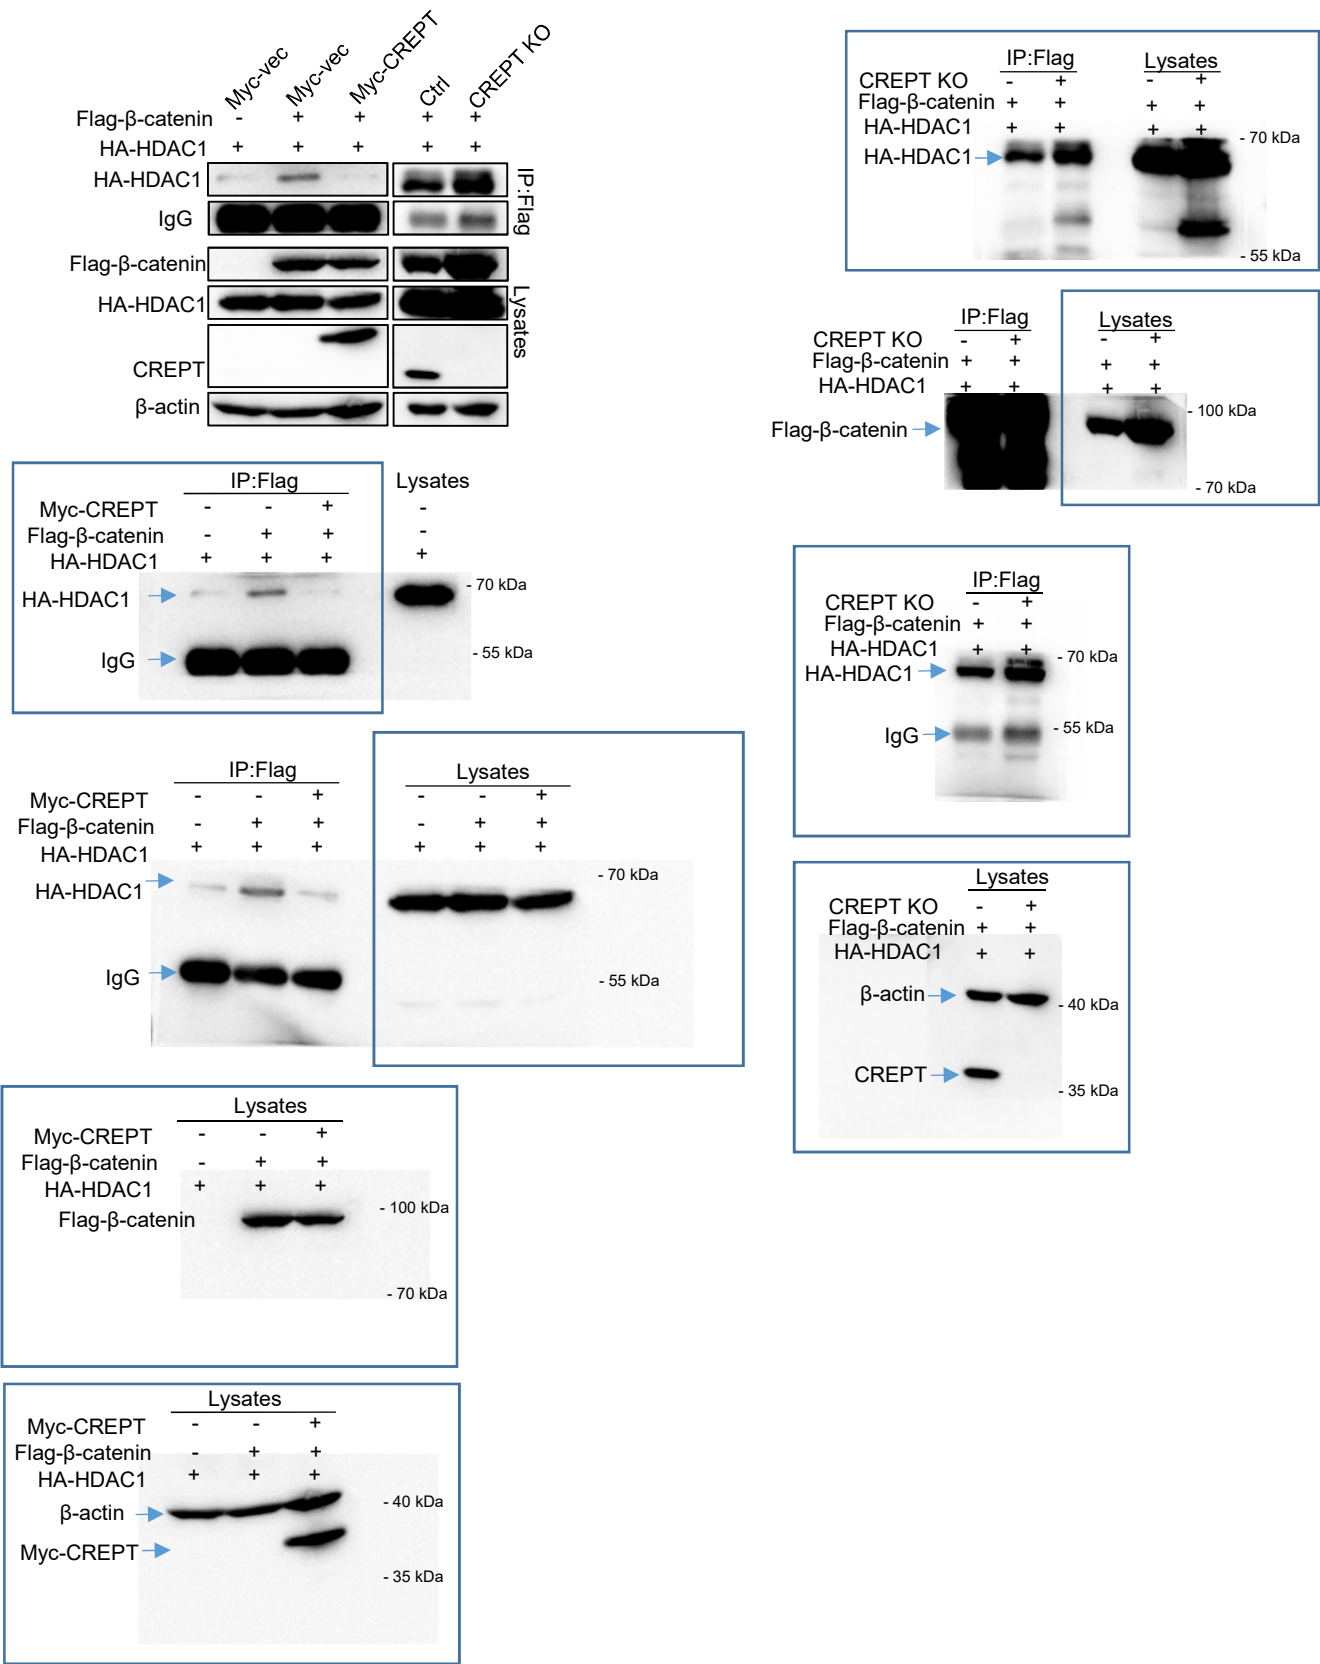 Myc-vec Myc-vec Myc-CREPT Ctrl CREPT KO
Flag-β-catenin - + + + +
HA-HDAC1 + + + + +
HA-HDAC1
IgG
IP:Flag
Flag-β-catenin
HA-HDAC1
CREPT
β-actin
Lysates
IP:Flag Lysates
Myc-CREPT - - + -
Flag-β-catenin - + + -
HA-HDAC1 + + + +
HA-HDAC1 - 70 kDa
IgG - 55 kDa
IP:Flag Lysates
Myc-CREPT - - + - - +
Flag-β-catenin - + + - + +
HA-HDAC1 + + + + + +
HA-HDAC1 - 70 kDa
IgG - 55 kDa
Lysates
Myc-CREPT - - +
Flag-β-catenin - + +
HA-HDAC1 + + +
Flag-β-catenin - 100 kDa
- 70 kDa
Lysates
Myc-CREPT - - +
Flag-β-catenin - + +
HA-HDAC1 + + +
β-actin - 40 kDa
Myc-CREPT
- 35 kDa
IP:Flag Lysates
CREPT KO - + - +
Flag-β-catenin + + + +
HA-HDAC1 + + + +
- 70 kDa
HA-HDAC1
- 55 kDa
IP:Flag Lysates
CREPT KO - + - +
Flag-β-catenin + + + +
HA-HDAC1 + + + +
- 100 kDa
Flag-β-catenin
- 70 kDa
IP:Flag
CREPT KO - +
Flag-β-catenin + +
HA-HDAC1 + +
- 70 kDa
HA-HDAC1
IgG - 55 kDa
Lysates
CREPT KO - +
Flag-β-catenin + +
HA-HDAC1 + +
β-actin - 40 kDa
CREPT
- 35 kDa